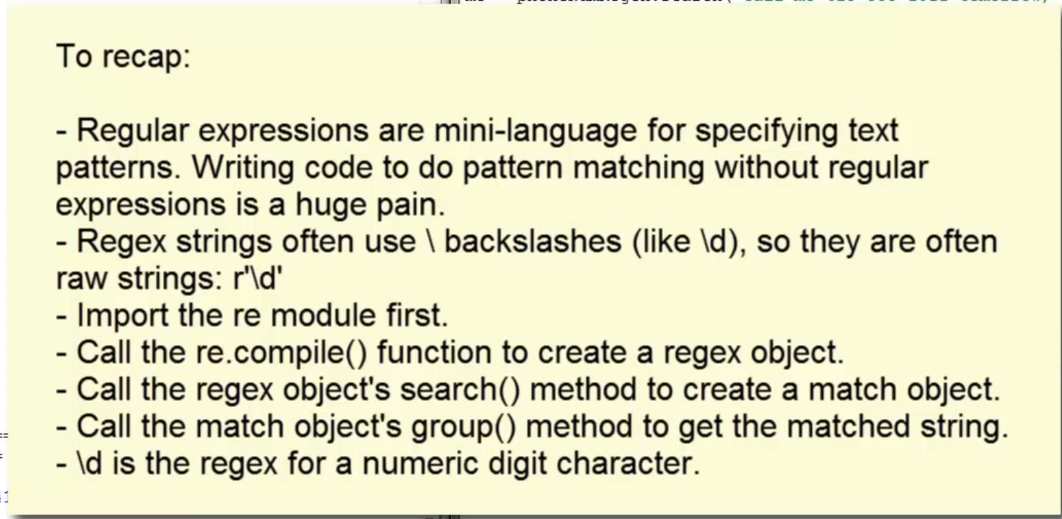 To recap:
- Regular expressions are mini-language for specifying text
patterns. Writing code to do pattern matching without regular
expressions is a huge pain.
- Regex strings often use \ backslashes (like \d), so they are often
raw strings: r'\d'
- Import the re module first.
- Call the re.compile() function to create a regex object.
- Call the regex object's search() method to create a match object.
- Call the match object's group() method to get the matched string.
- \d is the regex for a numeric digit character.